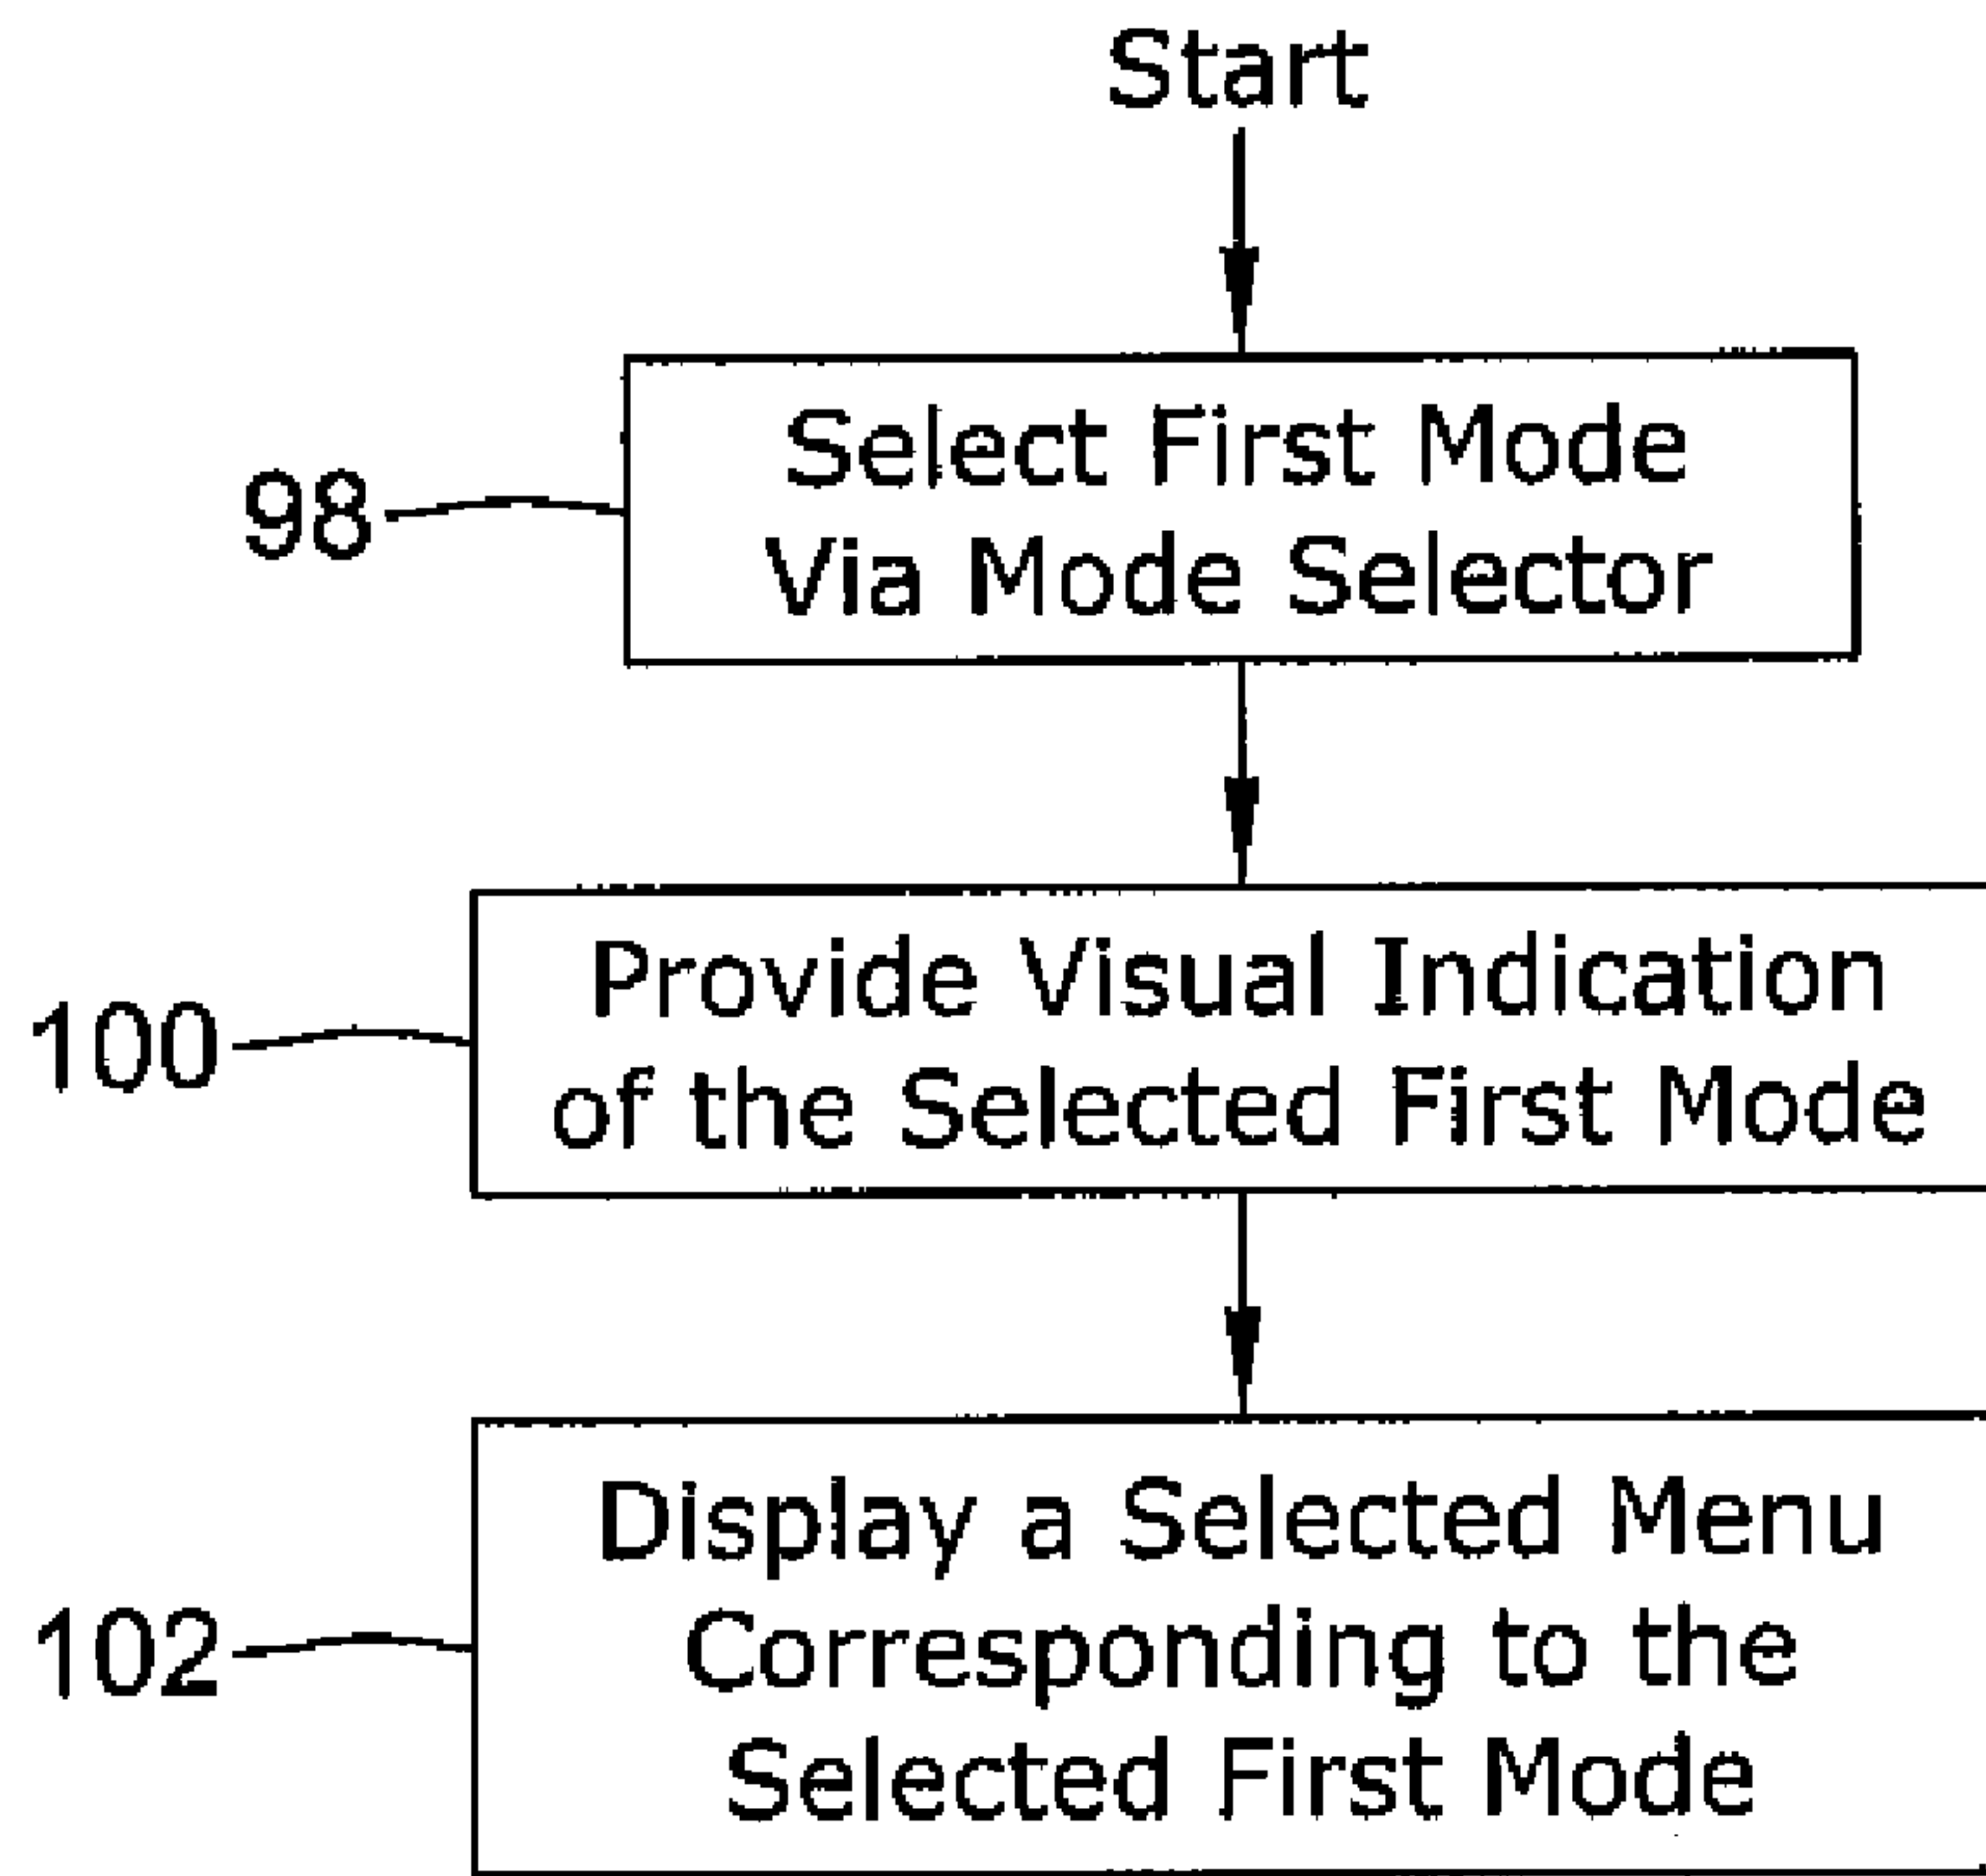 Start
Select First Mode
Via Mode Selector
98
Provide Visual Indication
of the Selected First Mode
100
Display a Selected Menu
Corresponding to the
Selected First Mode
102